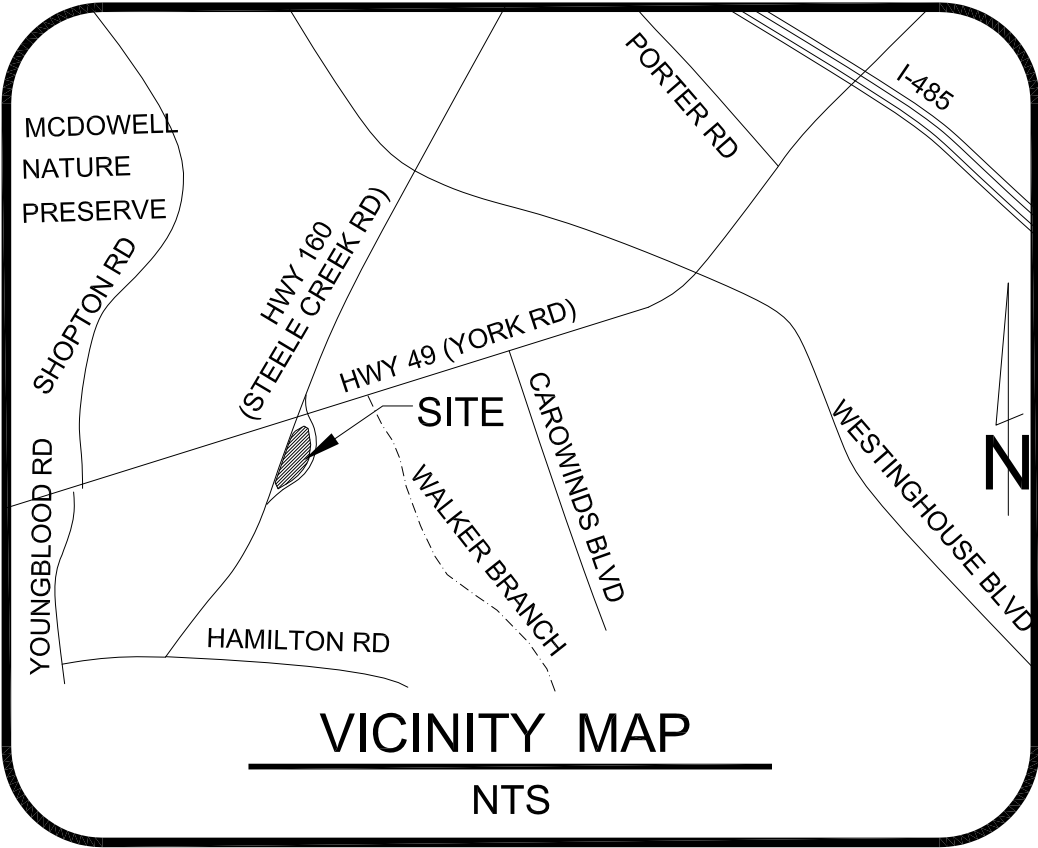 MCDOWELL
NATURE
PRESERVE
SHOPTON RD
HWY 160
(STEELE CREEK RD)
PORTER RD
I-485
HWY 49 (YORK RD)
SITE
CAROWINDS BLVD
WESTINGHOUSE BLVD
N
YOUNGBLOOD RD
WALKER BRANCH
HAMILTON RD
VICINITY MAP
NTS